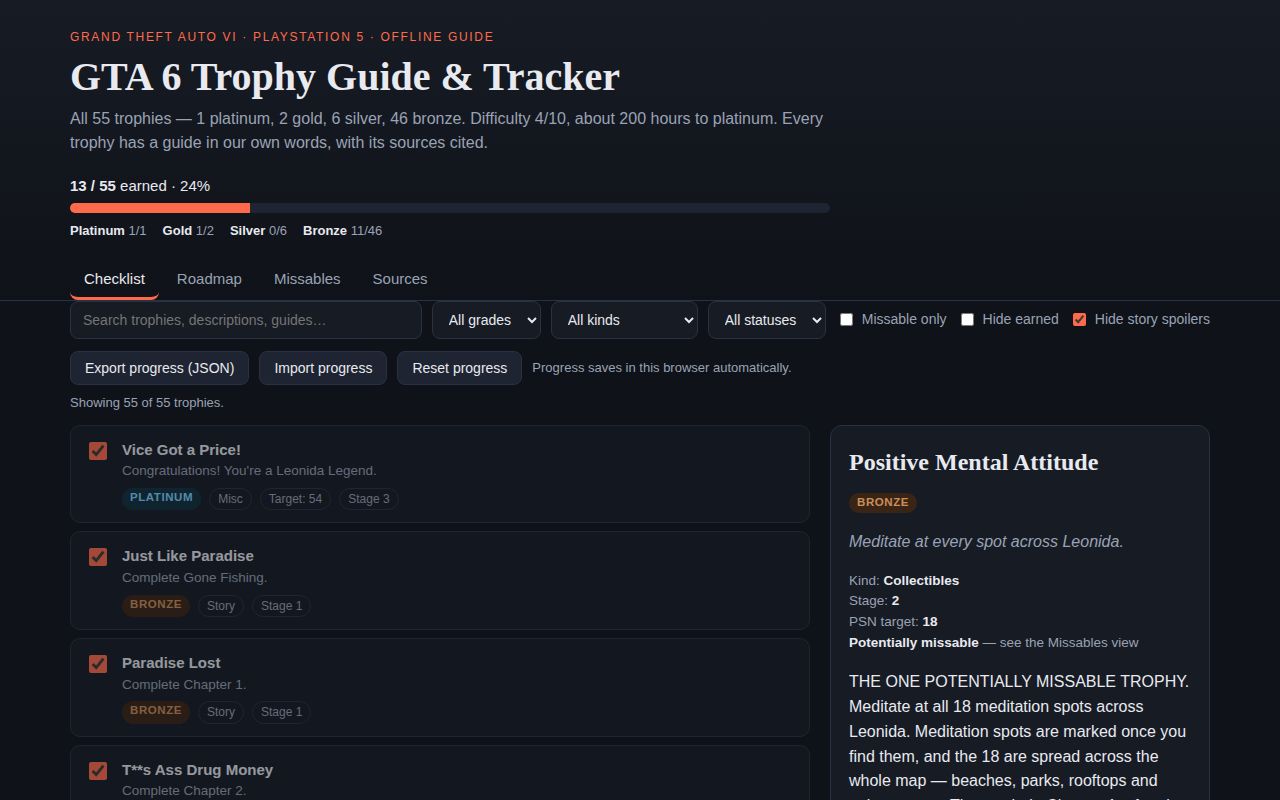 GRAND THEFT AUTO VI · PLAYSTATION 5 · OFFLINE GUIDE
GTA 6 Trophy Guide & Tracker
All 55 trophies — 1 platinum, 2 gold, 6 silver, 46 bronze. Difficulty 4/10, about 200 hours to platinum. Every
trophy has a guide in our own words, with its sources cited.
13 / 55 earned · 24%
Platinum 1/1 Gold 1/2 Silver 0/6 Bronze 11/46
Checklist Roadmap Missables Sources
Search trophies, descriptions, guides… All grades All kinds All statuses Missable only Hide earned Hide story spoilers
Export progress (JSON) Import progress Reset progress Progress saves in this browser automatically.
Showing 55 of 55 trophies.
Vice Got a Price!
Congratulations! You're a Leonida Legend.
PLATINUM Misc Target: 54 Stage 3
Just Like Paradise
Complete Gone Fishing.
BRONZE Story Stage 1
Paradise Lost
Complete Chapter 1.
BRONZE Story Stage 1
T**s Ass Drug Money
Complete Chapter 2.
Positive Mental Attitude
BRONZE
Meditate at every spot across Leonida.
Kind: Collectibles
Stage: 2
PSN target: 18
Potentially missable — see the Missables view
THE ONE POTENTIALLY MISSABLE TROPHY.
Meditate at all 18 meditation spots across
Leonida. Meditation spots are marked once you
find them, and the 18 are spread across the
whole map — beaches, parks, rooftops and